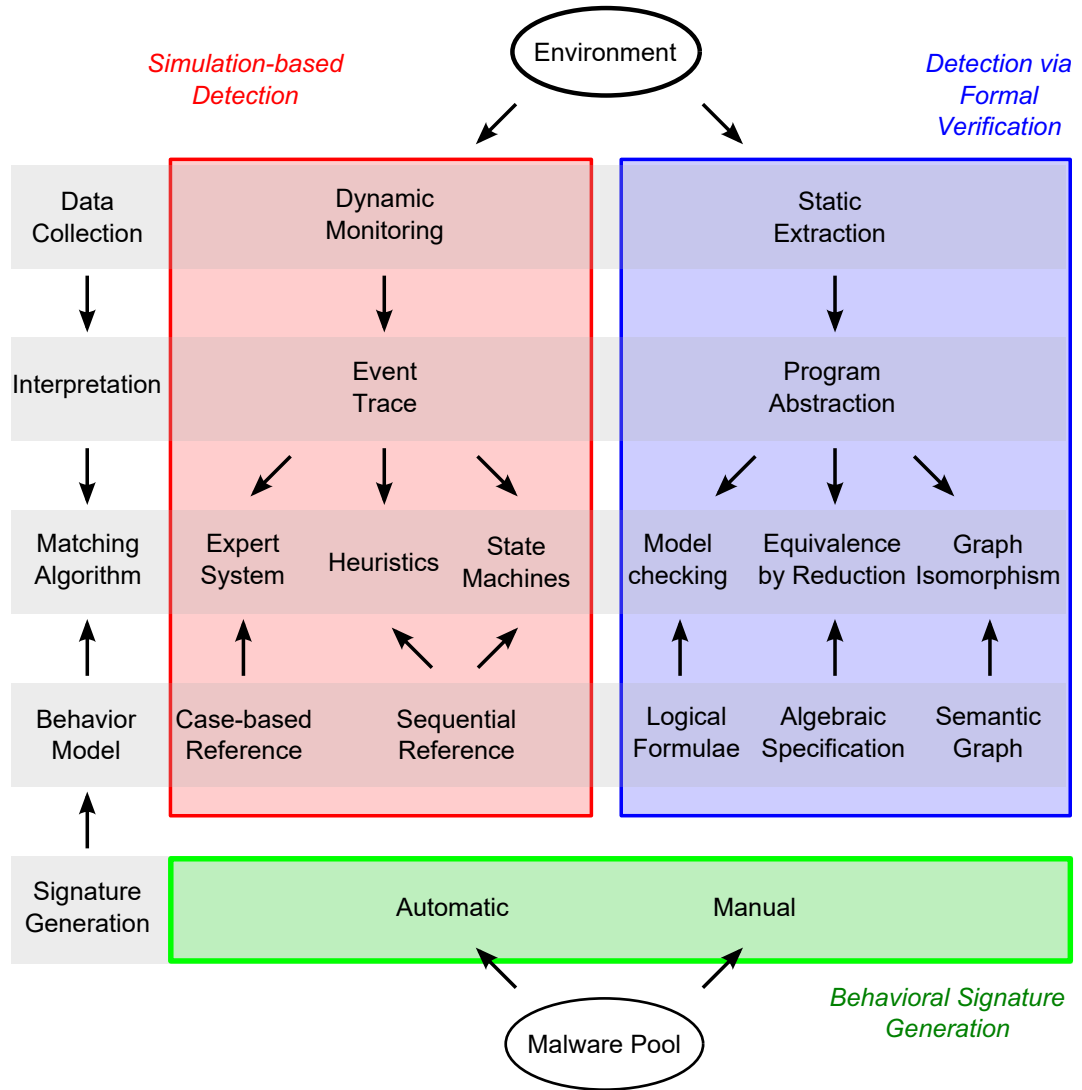 Environment
Simulation-based
Detection
Detection via
Formal
Verification
Data
Collection
Dynamic
Monitoring
Static
Extraction
Interpretation
Event
Trace
Program
Abstraction
Matching
Algorithm
Expert
System
Heuristics
State
Machines
Model
checking
Equivalence
by Reduction
Graph
Isomorphism
Behavior
Model
Case-based
Reference
Sequential
Reference
Logical
Formulae
Algebraic
Specification
Semantic
Graph
Signature
Generation
Automatic
Manual
Behavioral Signature
Generation
Malware Pool